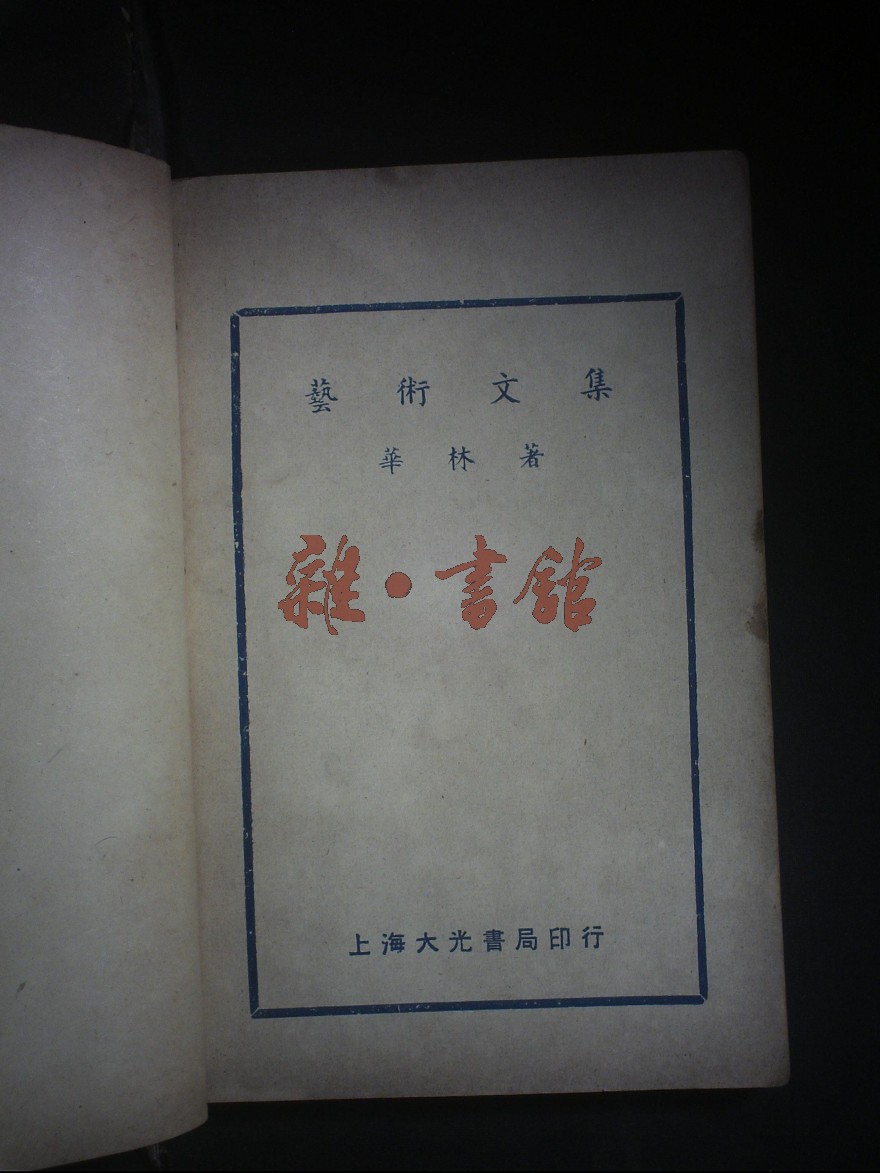 藝術文集
華林著
雜·書館
上海大光書局印行